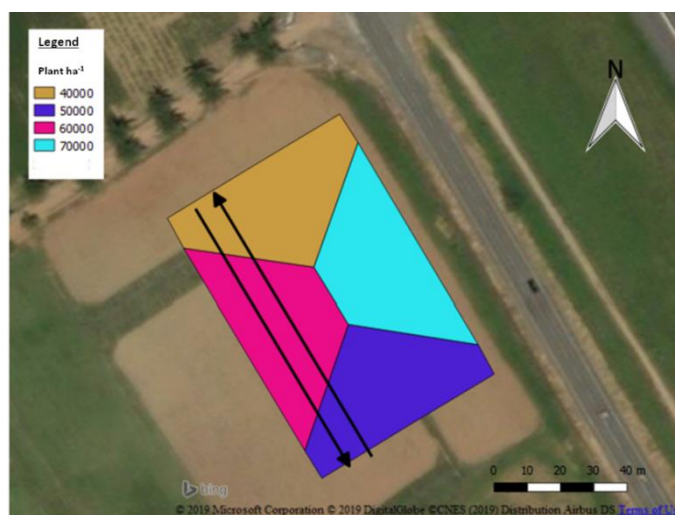 Legend
Plant ha⁻¹
40000
50000
60000
70000
N
bing
0 10 20 30 40 m
© 2019 Microsoft Corporation © 2019 DigitalGlobe ©CNES (2019) Distribution Airbus DS Terms of